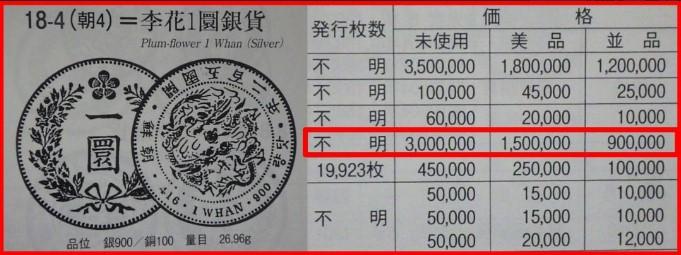 18-4(朝4)＝李花1圜銀貨
Plum-flower 1 Whan (Silver)
一圜
416・1 WHAN・900・
品位 銀900／銅100 量目 26.96g
発行枚数 価格
未使用 美品 並品
不明 3,500,000 1,800,000 1,200,000
不明 100,000 45,000 25,000
不明 60,000 20,000 10,000
不明 3,000,000 1,500,000 900,000
19,923枚 450,000 250,000 100,000
不明 50,000 15,000 10,000
50,000 15,000 10,000
50,000 20,000 12,000